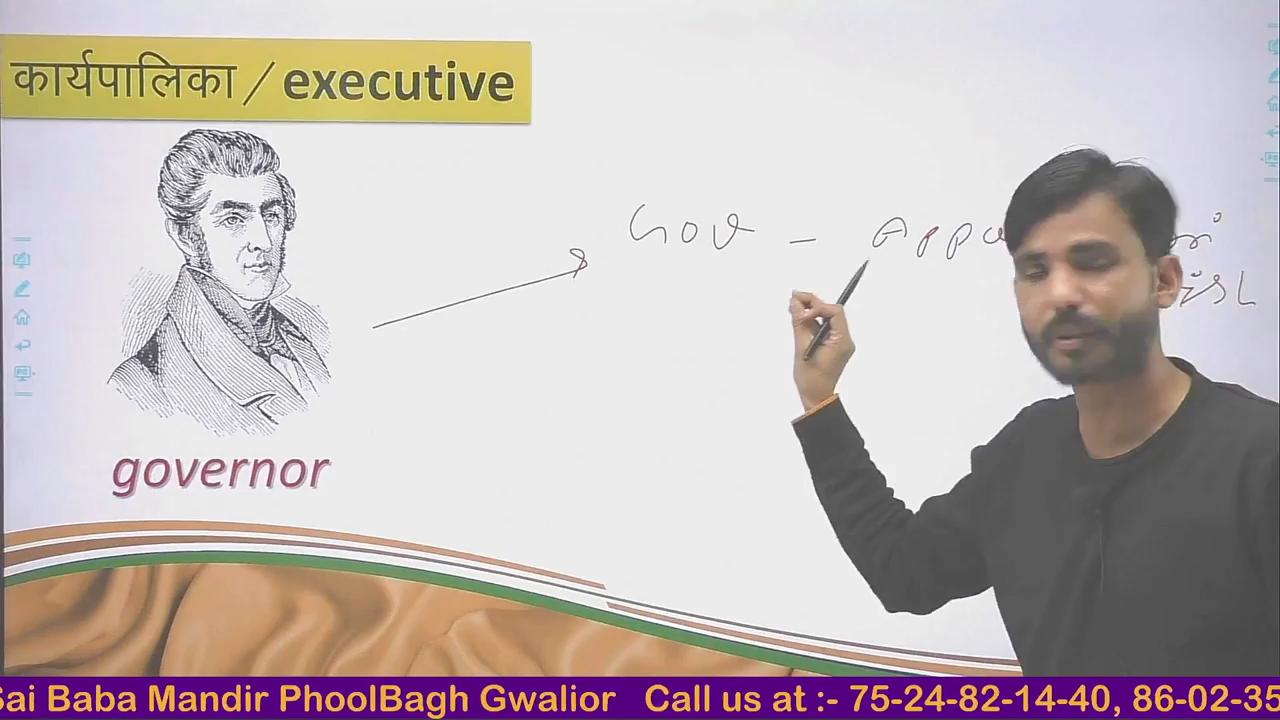 कार्यपालिका / executive
Gov - App
governor
Sai Baba Mandir PhoolBagh Gwalior Call us at :- 75-24-82-14-40, 86-02-35